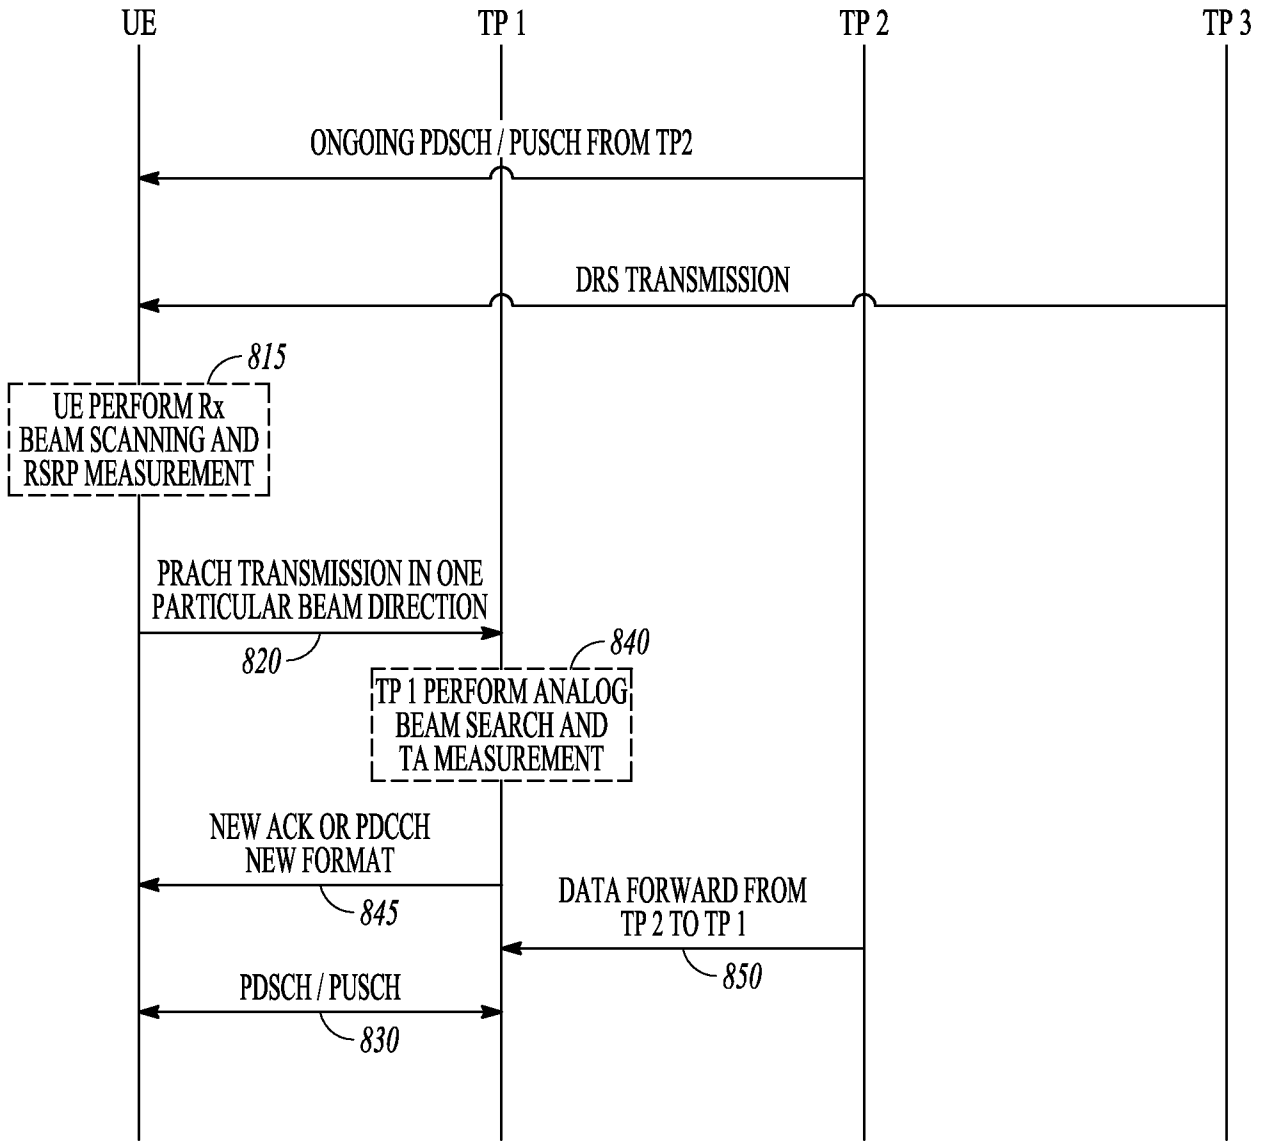 UE
TP 1
TP 2
TP 3
ONGOING PDSCH / PUSCH FROM TP2
DRS TRANSMISSION
815
UE PERFORM Rx
BEAM SCANNING AND
RSRP MEASUREMENT
PRACH TRANSMISSION IN ONE
PARTICULAR BEAM DIRECTION
820
840
TP 1 PERFORM ANALOG
BEAM SEARCH AND
TA MEASUREMENT
NEW ACK OR PDCCH
NEW FORMAT
845
DATA FORWARD FROM
TP 2 TO TP 1
850
PDSCH / PUSCH
830